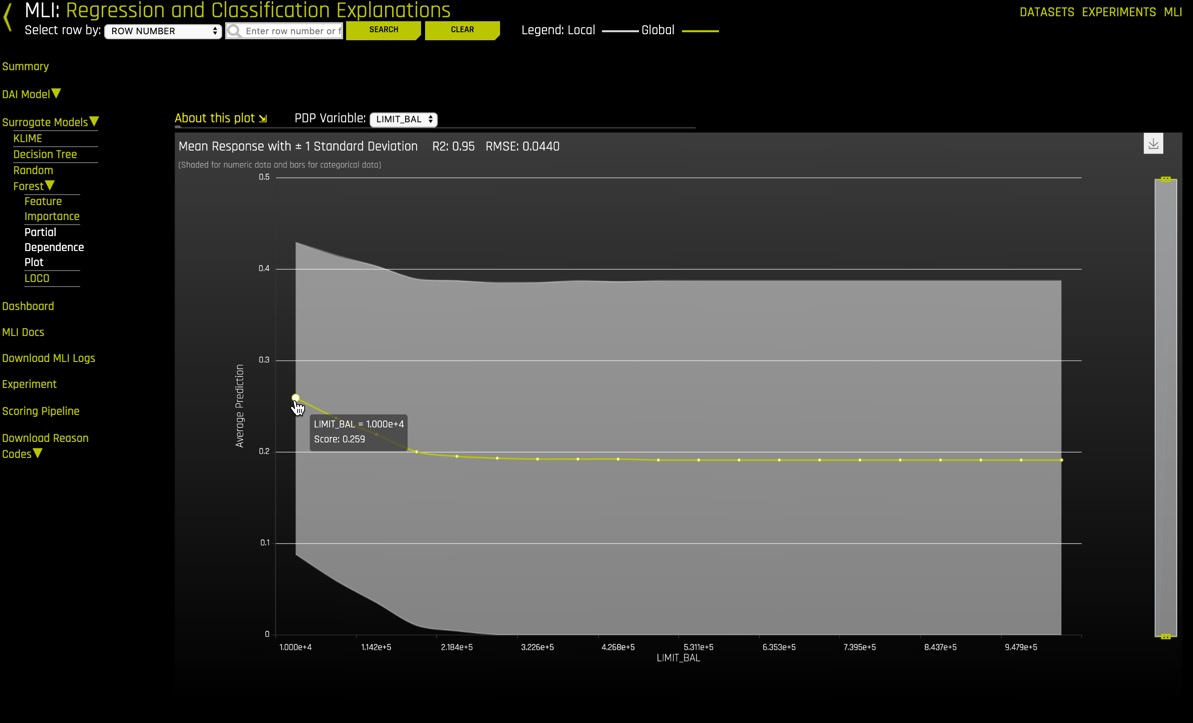 MLI: Regression and Classification Explanations
DATASETS EXPERIMENTS MLI
Select row by: ROW NUMBER Enter row number or f SEARCH CLEAR Legend: Local Global
Summary
DAI Model
Surrogate Models
KLIME
Decision Tree
Random
Forest
Feature
Importance
Partial
Dependence
Plot
LOCO
Dashboard
MLI Docs
Download MLI Logs
Experiment
Scoring Pipeline
Download Reason
Codes
About this plot PDP Variable: LIMIT_BAL
Mean Response with ± 1 Standard Deviation R2: 0.95 RMSE: 0.0440
(Shaded for numeric data and bars for categorical data)
0.5
0.4
0.3
0.2
0.1
0
Average Prediction
LIMIT_BAL = 1.000e+4
Score: 0.259
1.000e+4 1.142e+5 2.184e+5 3.226e+5 4.268e+5 5.311e+5 6.353e+5 7.395e+5 8.437e+5 9.479e+5
LIMIT_BAL